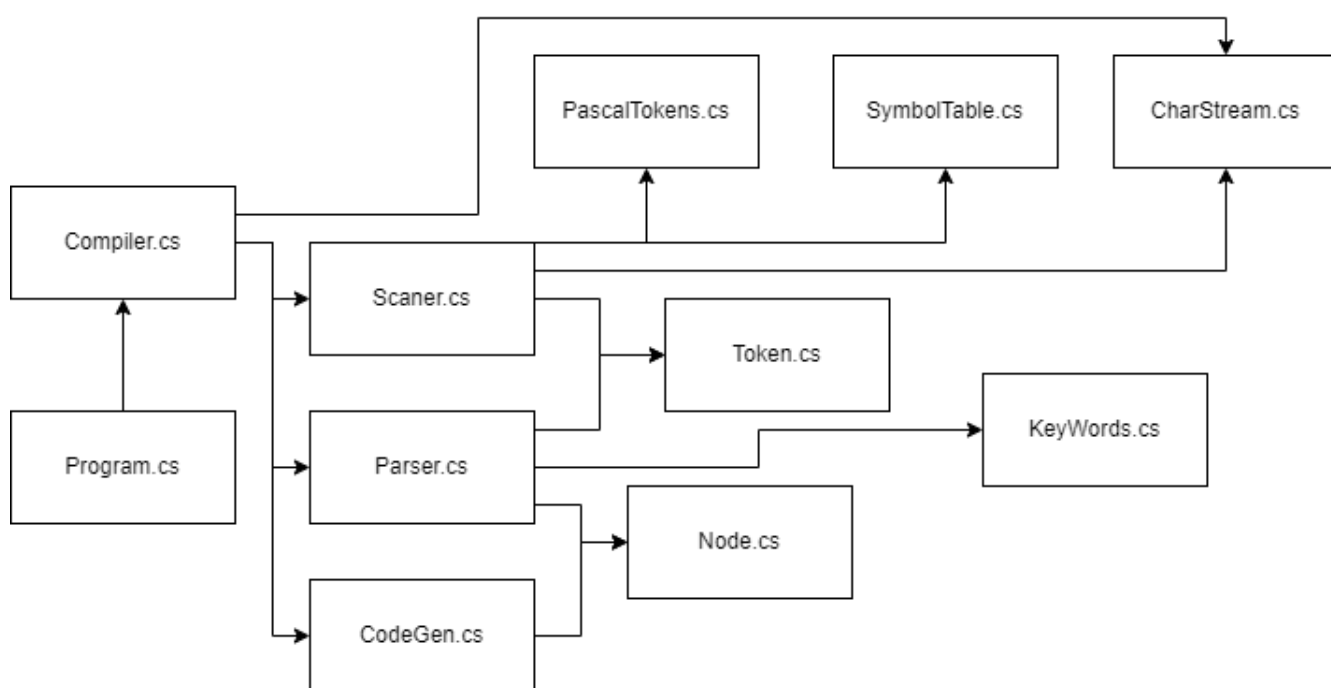 PascalTokens.cs
SymbolTable.cs
CharStream.cs
Compiler.cs
Scaner.cs
Token.cs
KeyWords.cs
Program.cs
Parser.cs
Node.cs
CodeGen.cs